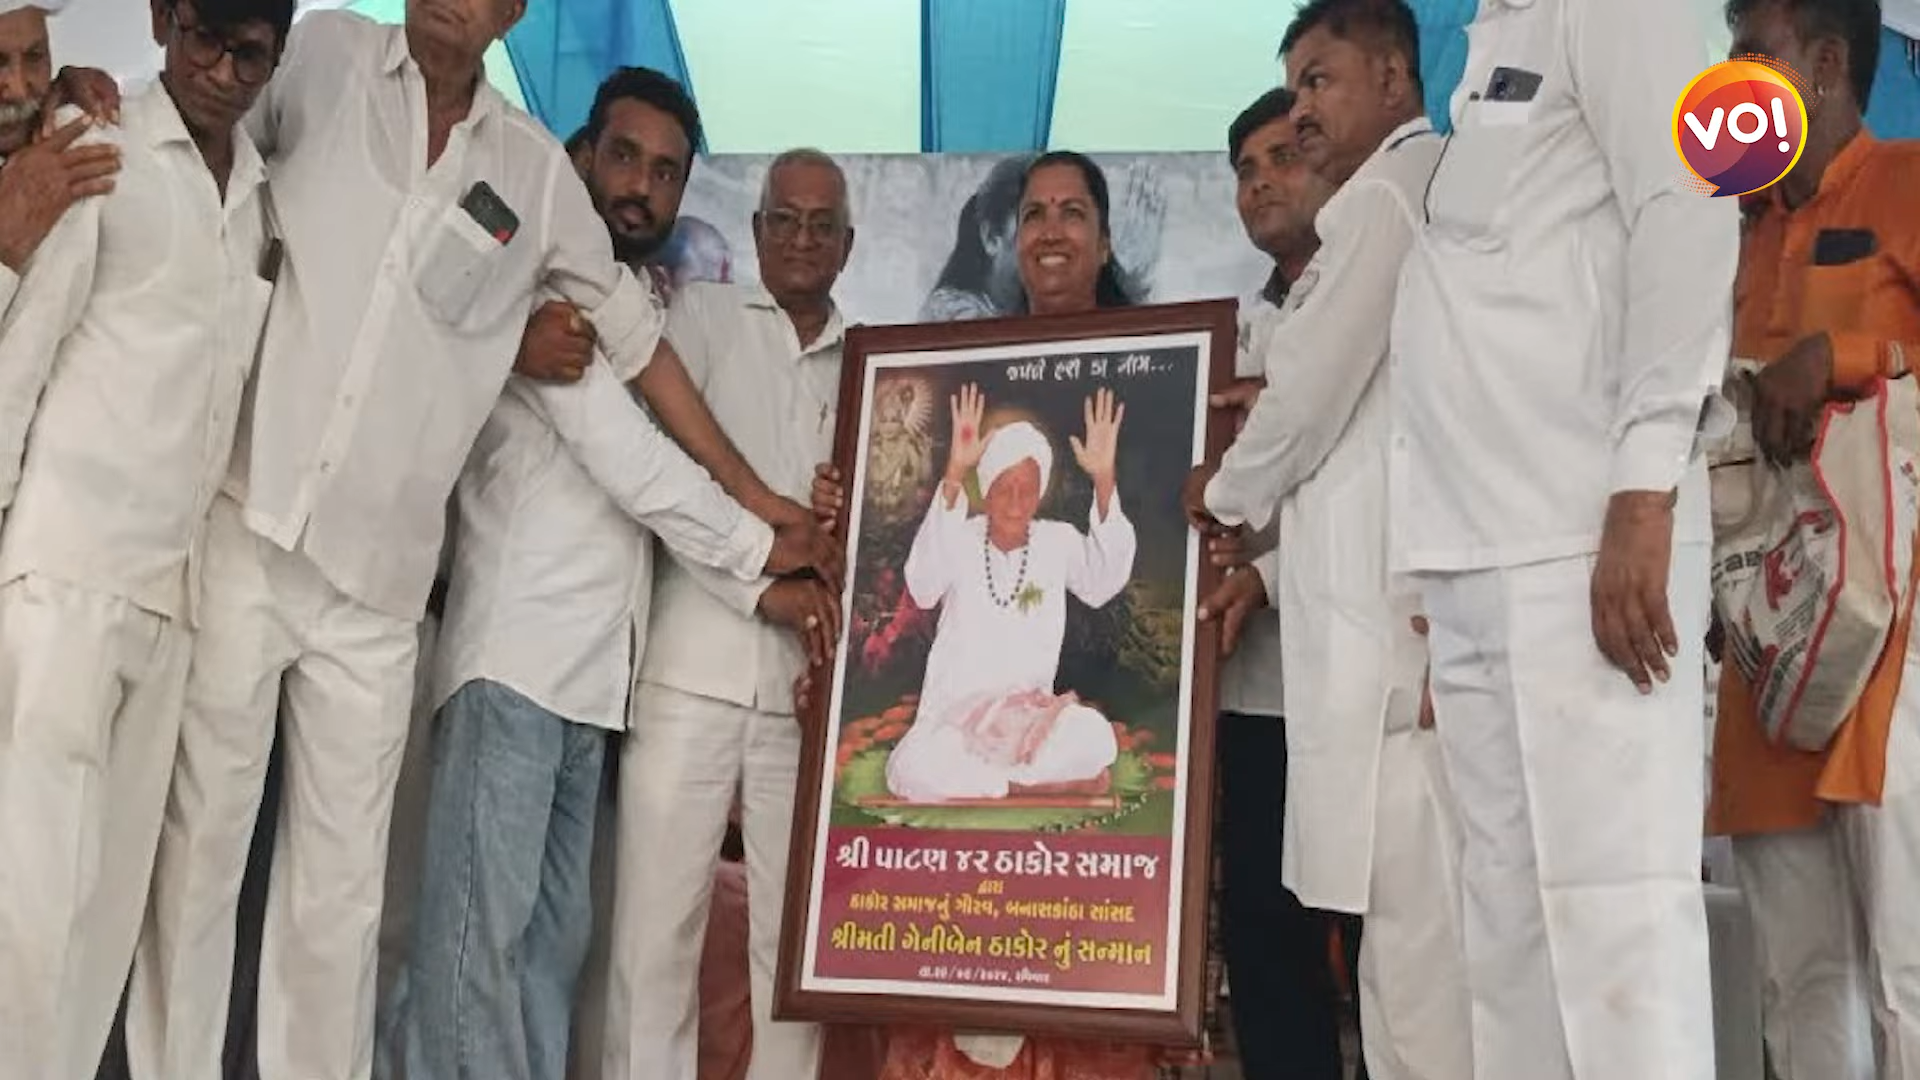 vo!
જપલે હરી કા નામ...
શ્રી પાટણ ૪૨ ઠાકોર સમાજ
દ્વારા
ઠાકોર સમાજનું ગૌરવ, બનાસકાંઠા સાંસદ
શ્રીમતી ગેનીબેન ઠાકોર નું સન્માન